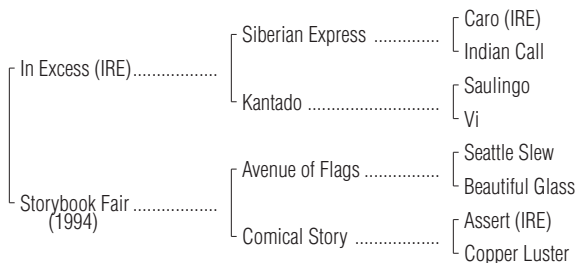 Caro (IRE)
Siberian Express ...............
Indian Call
In Excess (IRE)..................
Saulingo
Kantado ..............................
Vi
Seattle Slew
Avenue of Flags .................
Beautiful Glass
Storybook Fair ..................
(1994)
Assert (IRE)
Comical Story ...................
Copper Luster